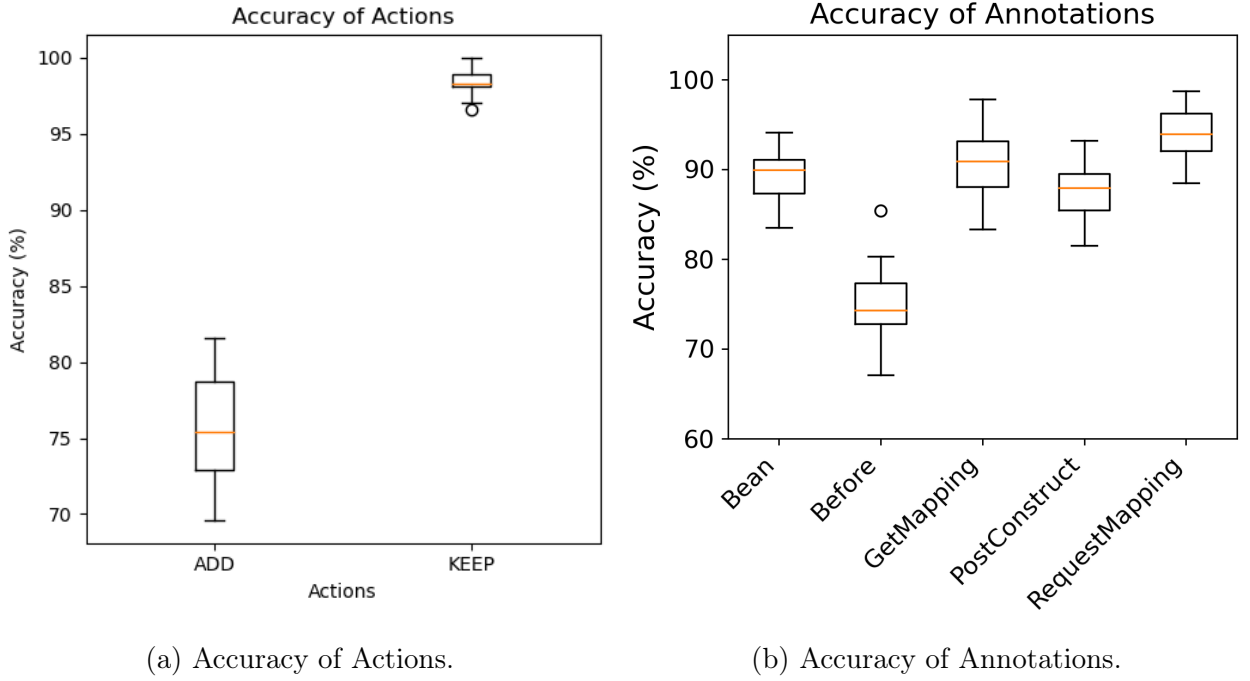 Accuracy of Actions
100
95
90
85
80
75
70
Accuracy (%)
ADD
KEEP
Actions
(a) Accuracy of Actions.
Accuracy of Annotations
100
90
80
70
60
Accuracy (%)
Bean
Before
GetMapping
PostConstruct
RequestMapping
(b) Accuracy of Annotations.